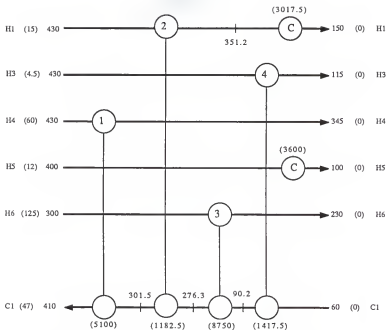 (3017.5)
H1 (15) 430 2 C 150 (0) H1
351.2
H3 (4.5) 430 4 115 (0) H3
H4 (60) 430 1 345 (0) H4
(3600)
H5 (12) 400 C 100 (0) H5
H6 (125) 300 3 230 (0) H6
301.5 276.3 90.2
C1 (47) 410 60 (0) C1
(5100) (1182.5) (8750) (1417.5)